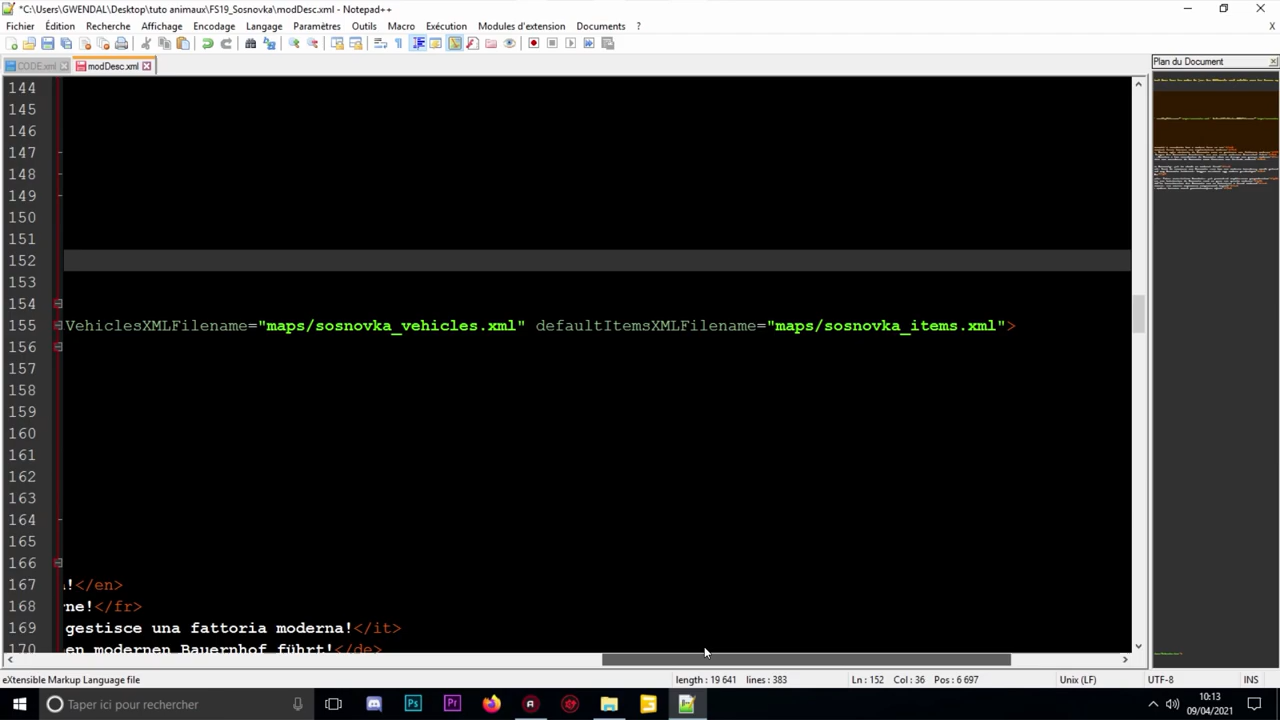 *C:\Users\GWENDAL\Desktop\tuto animaux\FS19_Sosnovka\modDesc.xml - Notepad++
Fichier Édition Recherche Affichage Encodage Langage Paramètres Outils Macro Exécution Modules d'extension Documents ?
X
CODE.xml modDesc.xml
Plan du Document
144
145
146
147
148
149
150
151
152
153
154
155 VehiclesXMLFilename="maps/sosnovka_vehicles.xml" defaultItemsXMLFilename="maps/sosnovka_items.xml">
156
157
158
159
160
161
162
163
164
165
166
167 !</en>
168 ne!</fr>
169 gestisce una fattoria moderna!</it>
170 en modernen Bauernhof führt!</de>
eXtensible Markup Language file length : 19 641 lines : 383 Ln : 152 Col : 36 Pos : 6 697 Unix (LF) UTF-8 INS
Taper ici pour rechercher
Ps Pr
10:13
09/04/2021